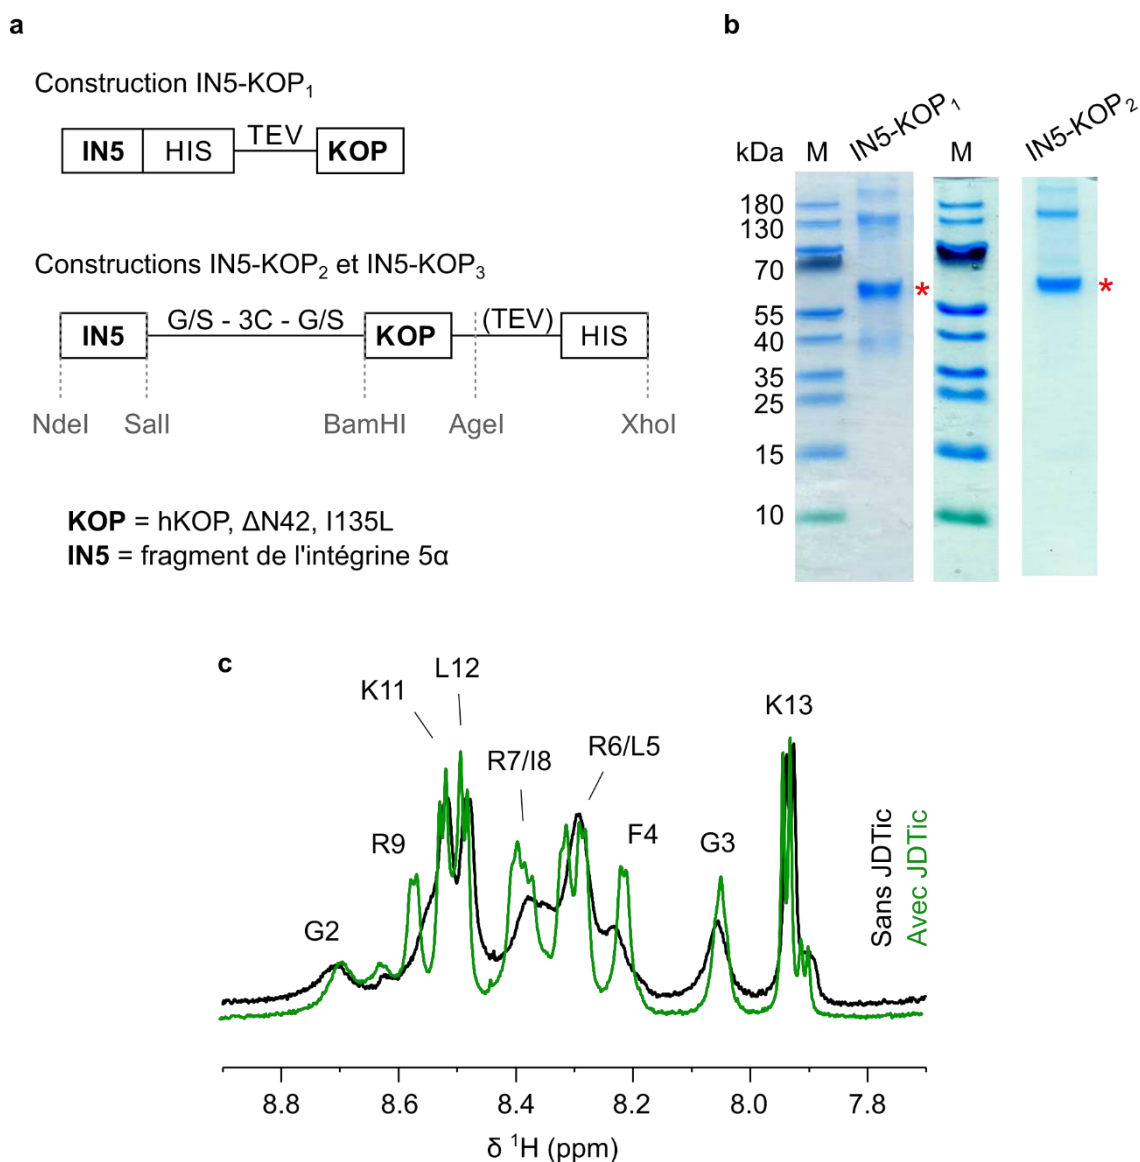 a
Construction IN5-KOP₁
IN5 HIS TEV KOP
Constructions IN5-KOP₂ et IN5-KOP₃
IN5 G/S - 3C - G/S KOP (TEV) HIS
NdeI SalI BamHI AgeI XhoI
KOP = hKOP, ΔN42, I135L
IN5 = fragment de l'intégrine 5α
b
kDa M IN5-KOP₁ M IN5-KOP₂
180
130
70
* *
55
40
35
25
15
10
c
L12
K11
K13
R7/I8
R6/L5
R9
F4
G3
G2
Sans JDTic
Avec JDTic
8.8 8.6 8.4 8.2 8.0 7.8
δ ¹H (ppm)